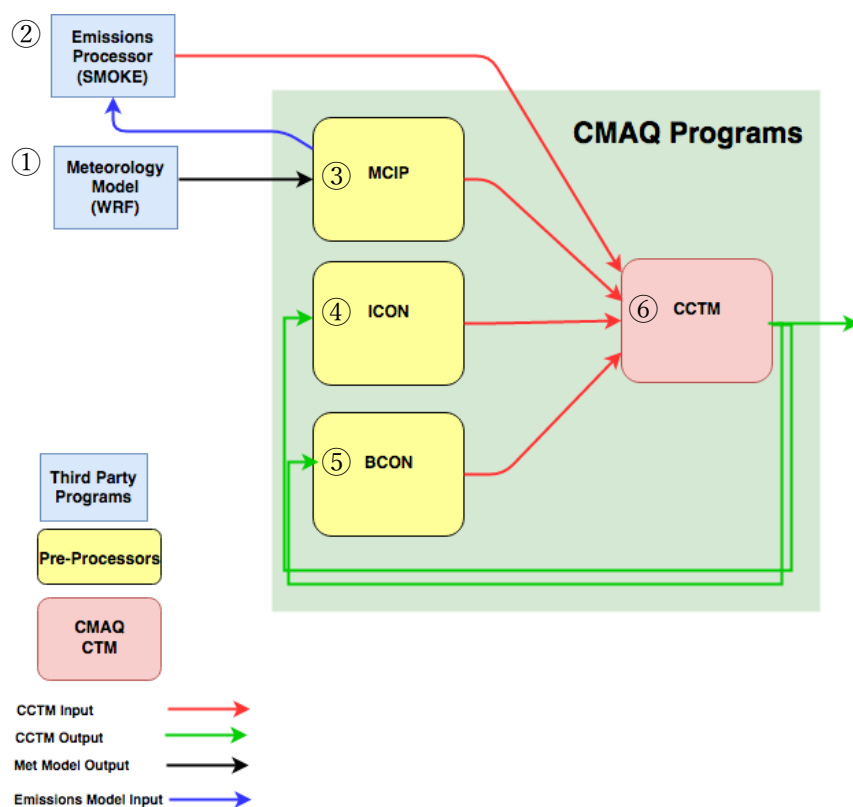 ②
Emissions
Processor
(SMOKE)
CMAQ Programs
①
Meteorology
Model
(WRF)
③
MCIP
④
ICON
⑥
CCTM
⑤
BCON
Third Party
Programs
Pre-Processors
CMAQ
CTM
CCTM Input
CCTM Output
Met Model Output
Emissions Model Input